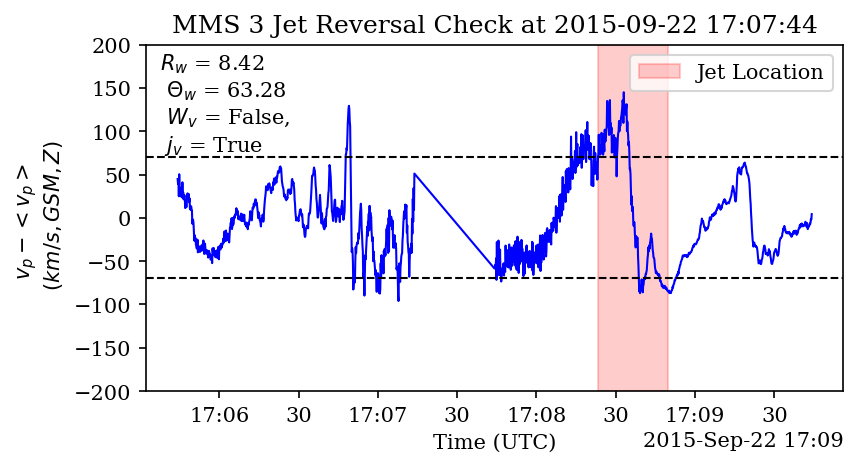 MMS 3 Jet Reversal Check at 2015-09-22 17:07:44
R_w = 8.42
Θ_w = 63.28
W_v = False,
j_v = True
Jet Location
v_p − < v_p >
(km/s, GSM, Z)
200
150
100
50
0
−50
−100
−150
−200
17:06 30 17:07 30 17:08 30 17:09 30
Time (UTC)
2015-Sep-22 17:09